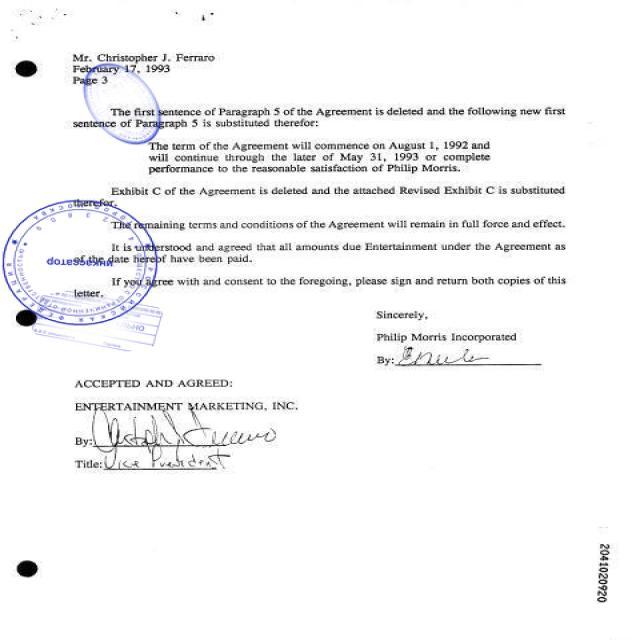 Mr. Christopher J. Ferraro
February 17, 1993
Page 3
The first sentence of Paragraph 5 of the Agreement is deleted and the following new first
sentence of Paragraph 5 is substituted therefor:
The term of the Agreement will commence on August 1, 1992 and
will continue through the later of May 31, 1993 or complete
performance to the reasonable satisfaction of Philip Morris.
Exhibit C of the Agreement is deleted and the attached Revised Exhibit C is substituted
therefor.
The remaining terms and conditions of the Agreement will remain in full force and effect.
It is understood and agreed that all amounts due Entertainment under the Agreement as
of the date hereof have been paid.
If you agree with and consent to the foregoing, please sign and return both copies of this
letter.
Инкассатор
Sincerely,
Philip Morris Incorporated
By:
ACCEPTED AND AGREED:
ENTERTAINMENT MARKETING, INC.
By: Christopher J. Ferraro
Title: Vice President
2041020920